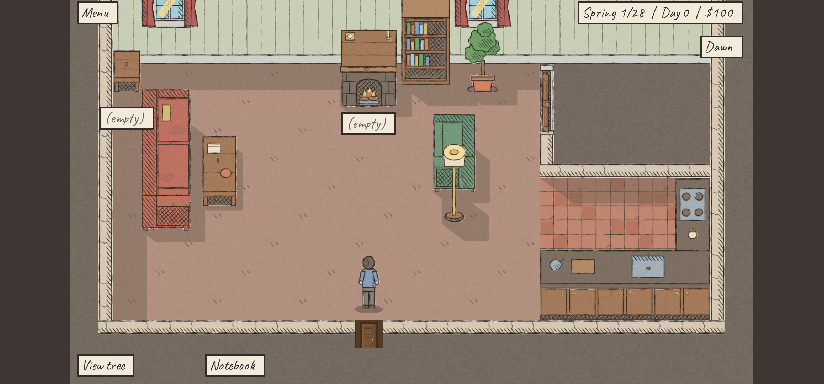 Menu
Spring 1/28 | Day 0 | $100
Dawn
(empty)
(empty)
View tree
Notebook